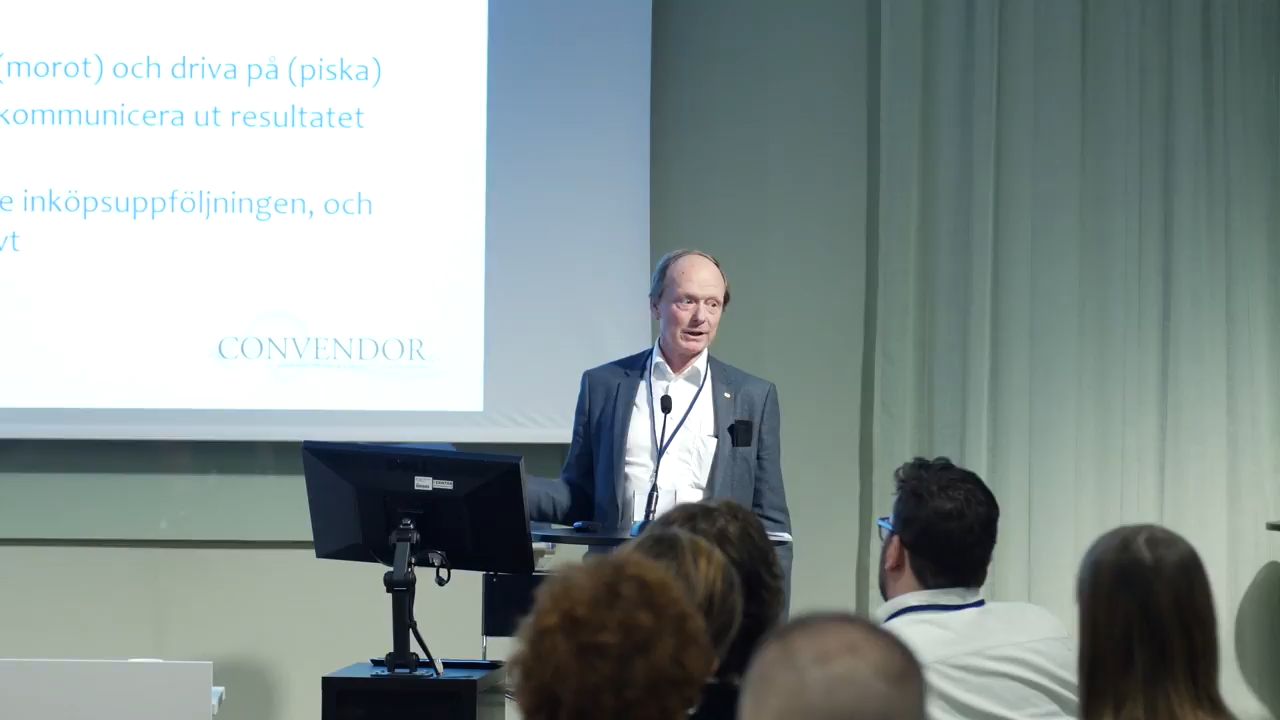 (morot) och driva på (piska)
kommunicera ut resultatet
e inköpsuppföljningen, och
vt
CONVENDOR